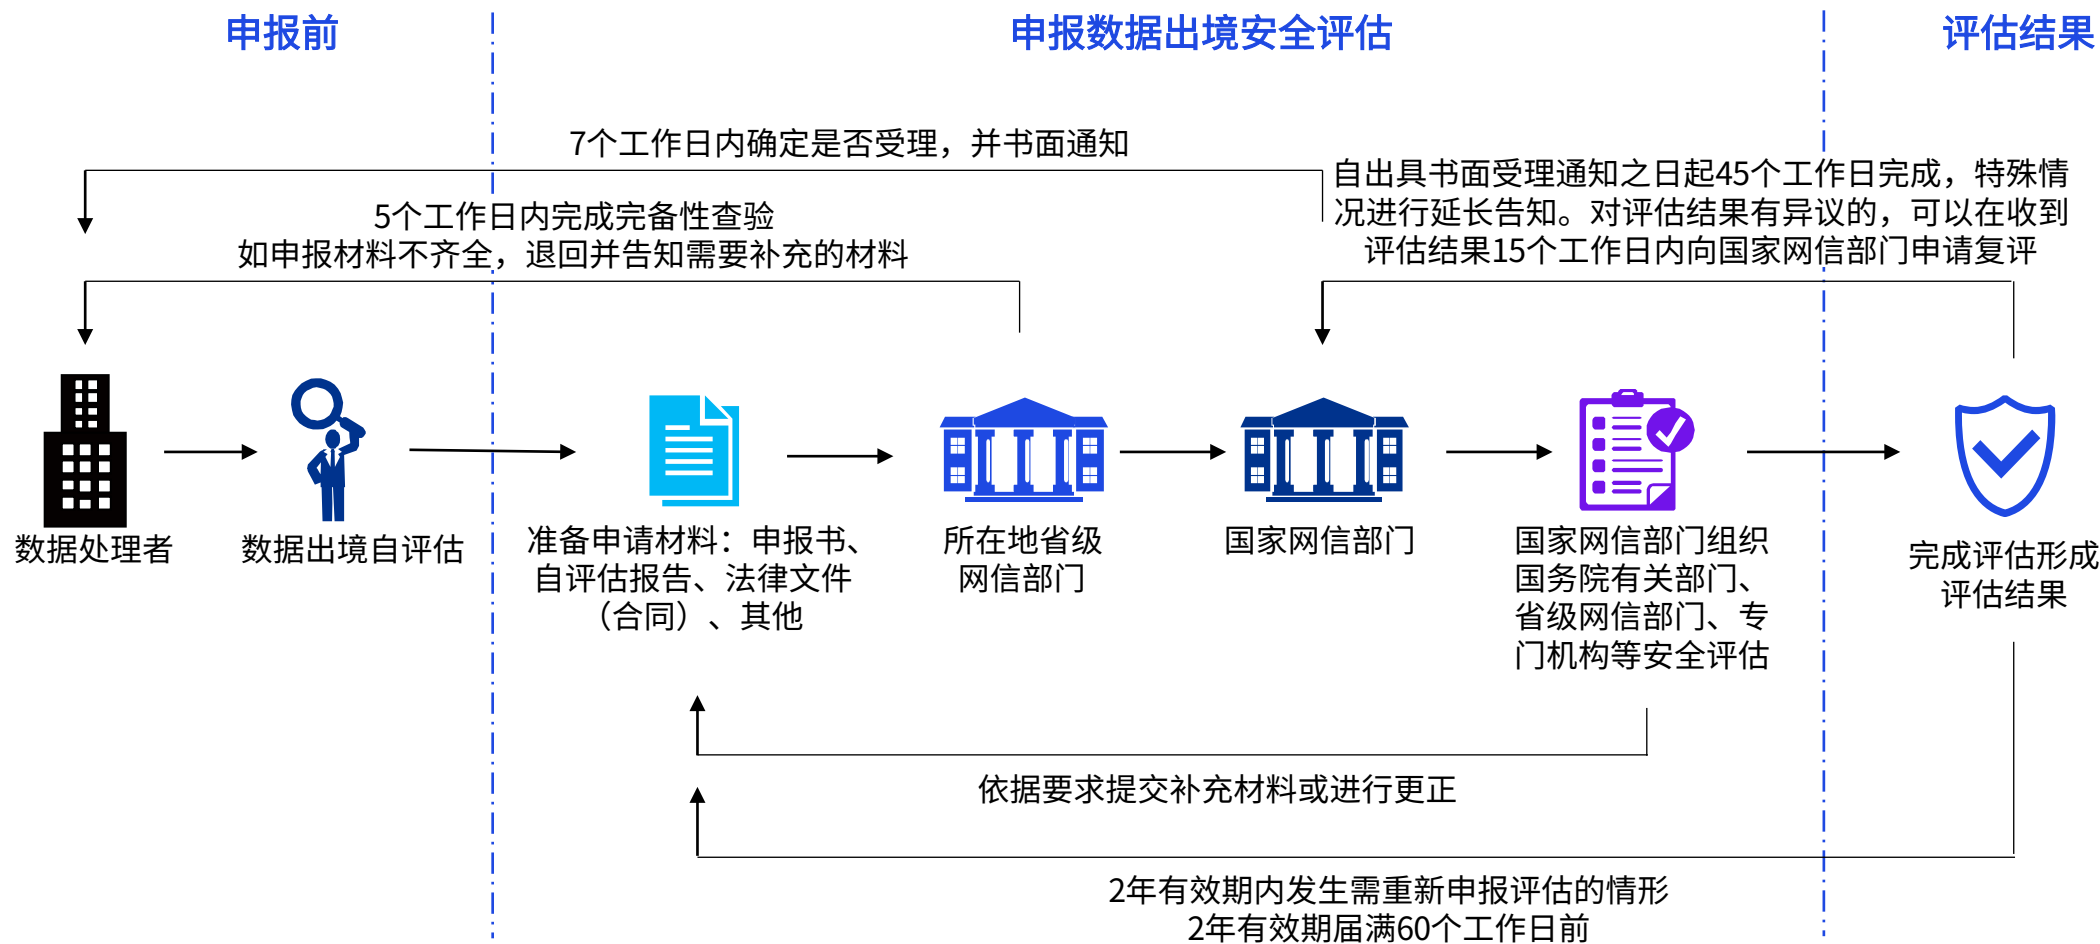 申报前
申报数据出境安全评估
评估结果
7个工作日内确定是否受理，并书面通知
自出具书面受理通知之日起45个工作日完成，特殊情
况进行延长告知。对评估结果有异议的，可以在收到
评估结果15个工作日内向国家网信部门申请复评
5个工作日内完成完备性查验
如申报材料不齐全，退回并告知需要补充的材料
数据处理者
数据出境自评估
准备申请材料：申报书、
自评估报告、法律文件
（合同）、其他
所在地省级
网信部门
国家网信部门
国家网信部门组织
国务院有关部门、
省级网信部门、专
门机构等安全评估
完成评估形成
评估结果
依据要求提交补充材料或进行更正
2年有效期内发生需重新申报评估的情形
2年有效期届满60个工作日前